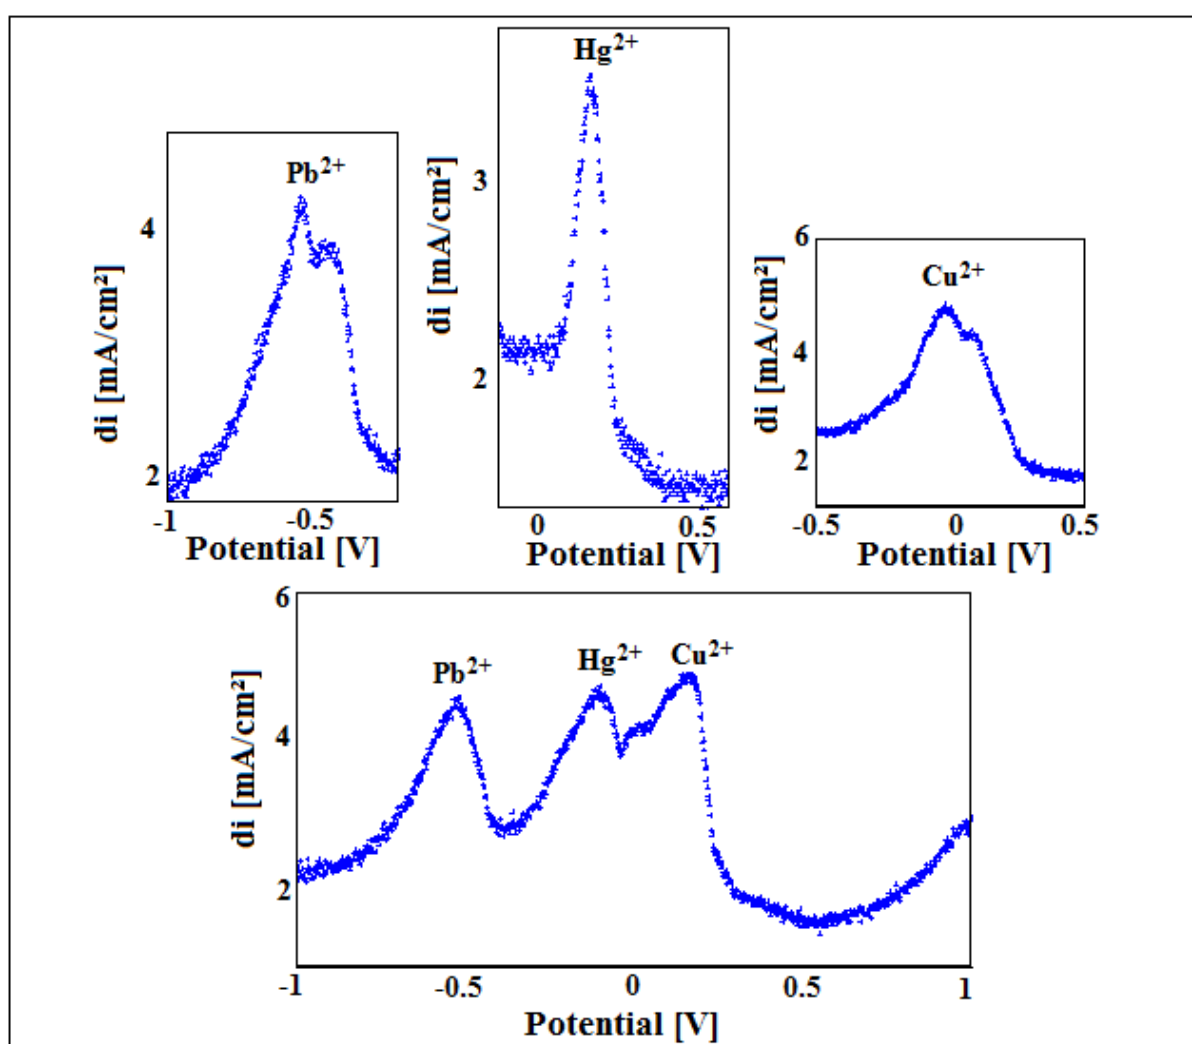 Pb²⁺
4
2
di [mA/cm²]
-1 -0.5
Potential [V]
Hg²⁺
3
2
di [mA/cm²]
0 0.5
Potential [V]
Cu²⁺
6
4
2
di [mA/cm²]
-0.5 0 0.5
Potential [V]
Pb²⁺ Hg²⁺ Cu²⁺
6
4
2
di [mA/cm²]
-1 -0.5 0 0.5 1
Potential [V]